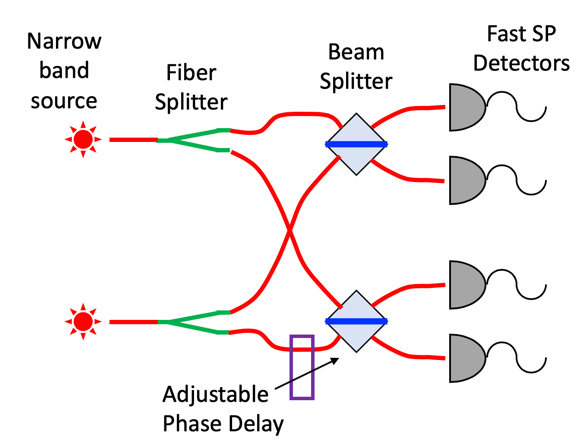 Narrow
band
source
Fiber
Splitter
Beam
Splitter
Fast SP
Detectors
Adjustable
Phase Delay